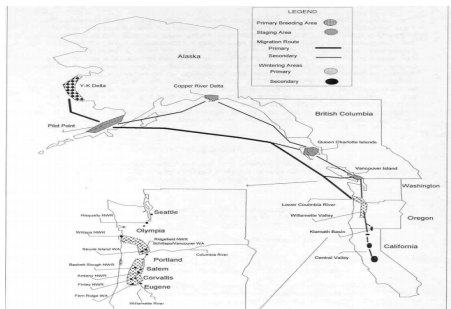 LEGEND
Primary Breeding Area
Staging Area
Migration Route
Primary
Secondary
Wintering Areas
Primary
Secondary
Alaska
Y-K Delta
Copper River Delta
Pilot Point
British Columbia
Queen Charlotte Islands
Vancouver Island
Washington
Lower Columbia River
Willamette Valley
Oregon
Klamath Basin
California
Central Valley
Nisqually NWR
Seattle
Olympia
Willapa NWR
Ridgefield NWR
Shillapo/Vancouver WA
Sauvie Island WA
Columbia River
Portland
Baskett Slough NWR
Salem
Ankeny NWR
Corvallis
Finley NWR
Eugene
Fern Ridge WA
Willamette River